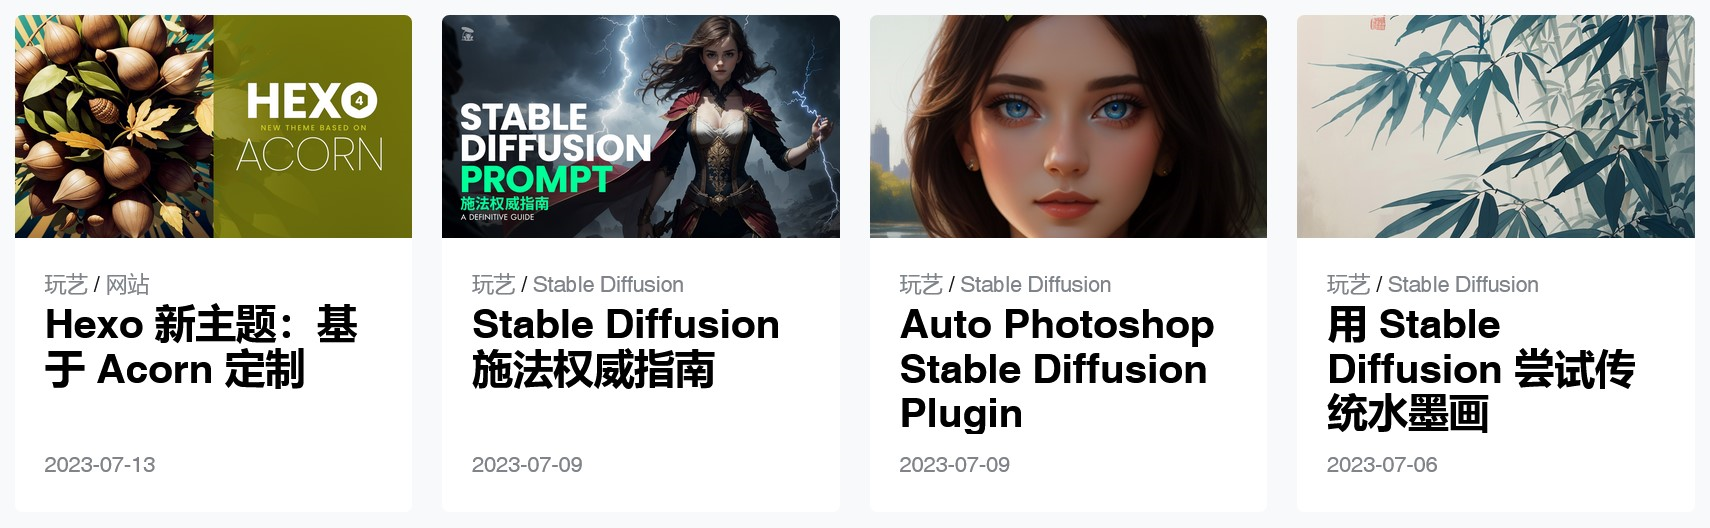 HEXO 4
NEW THEME BASED ON
ACORN
玩艺 / 网站
Hexo 新主题：基
于 Acorn 定制
2023-07-13
STABLE
DIFFUSION
PROMPT
施法权威指南
A DEFINITIVE GUIDE
玩艺 / Stable Diffusion
Stable Diffusion
施法权威指南
2023-07-09
玩艺 / Stable Diffusion
Auto Photoshop
Stable Diffusion
Plugin
2023-07-09
玩艺 / Stable Diffusion
用 Stable
Diffusion 尝试传
统水墨画
2023-07-06